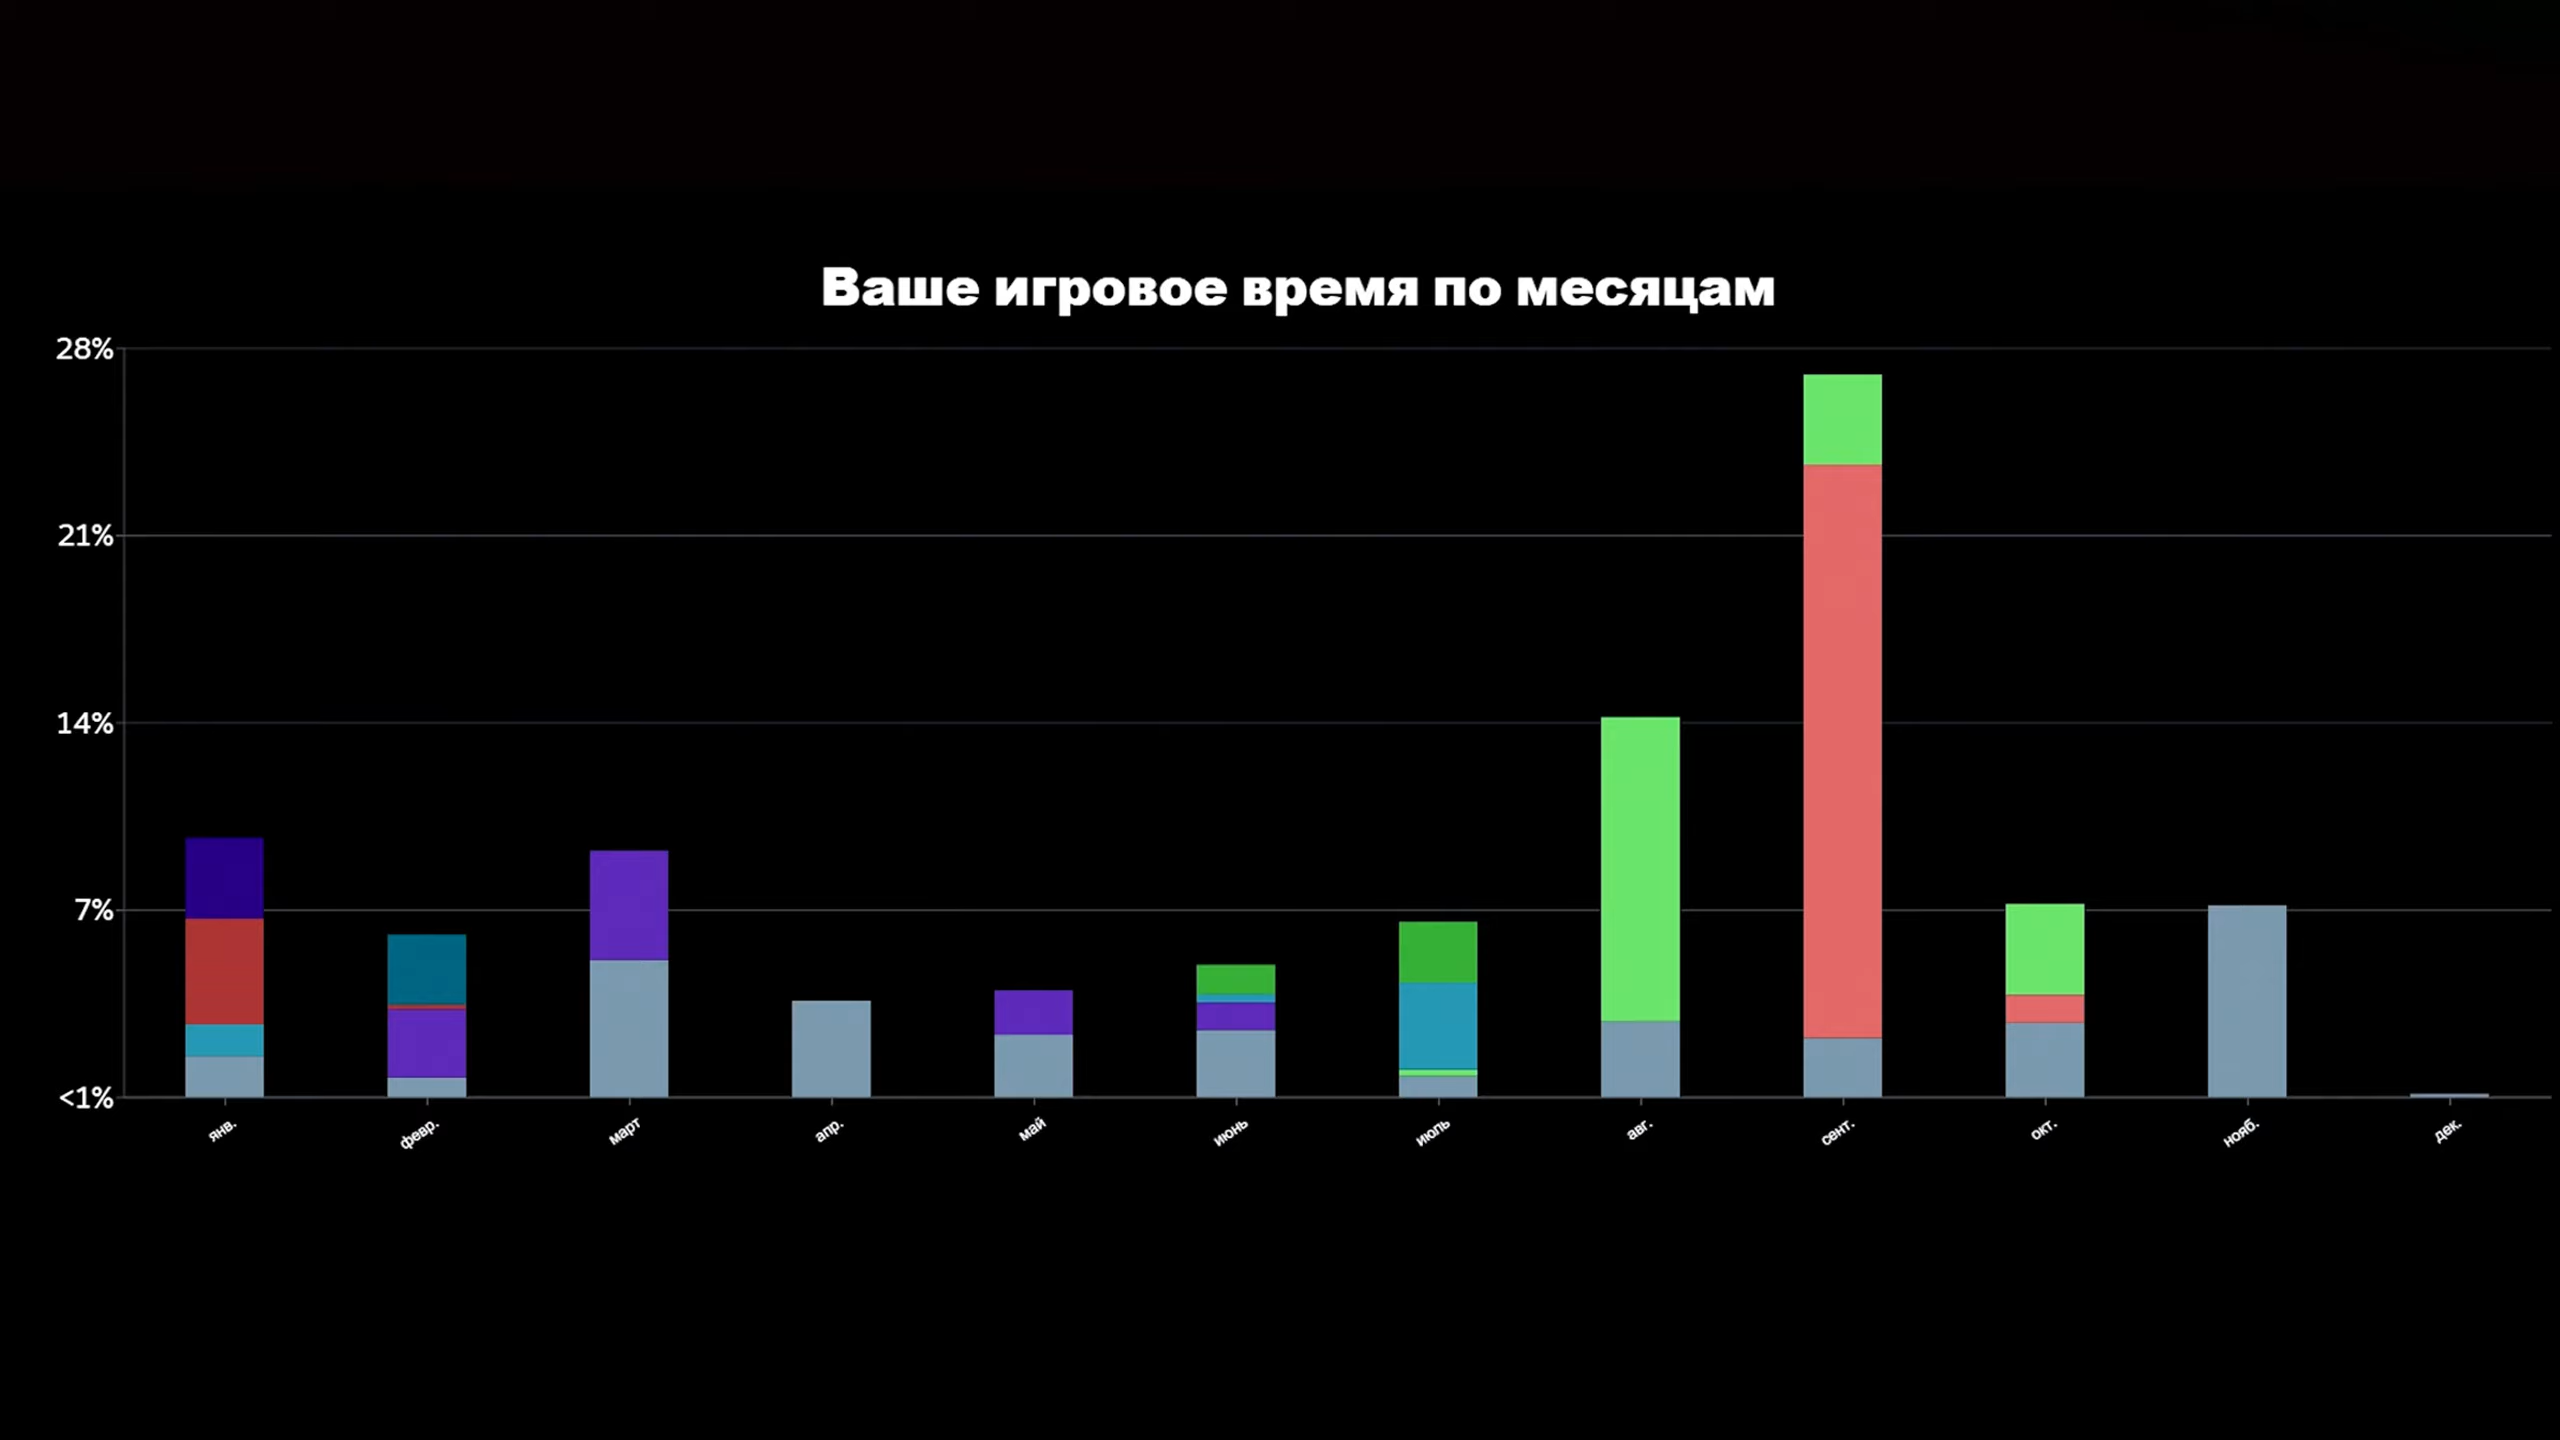 Ваше игровое время по месяцам
28%
21%
14%
7%
<1%
янв.
февр.
март
апр.
май
июнь
июль
авг.
сент.
окт.
нояб.
дек.